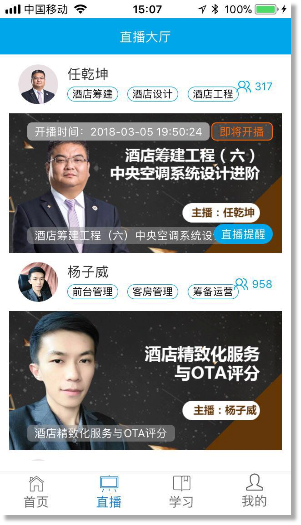 中国移动 15:07 100%
直播大厅
任乾坤
酒店筹建 酒店设计 酒店工程 317
开播时间：2018-03-05 19:50:24 即将开播
酒店筹建工程（六）
中央空调系统设计进阶
主播：任乾坤
酒店筹建工程（六）中央空调系统设 直播提醒
杨子威
前台管理 客房管理 筹备运营 958
酒店精致化服务
与OTA评分
主播：杨子威
酒店精致化服务与OTA评分
首页 直播 学习 我的